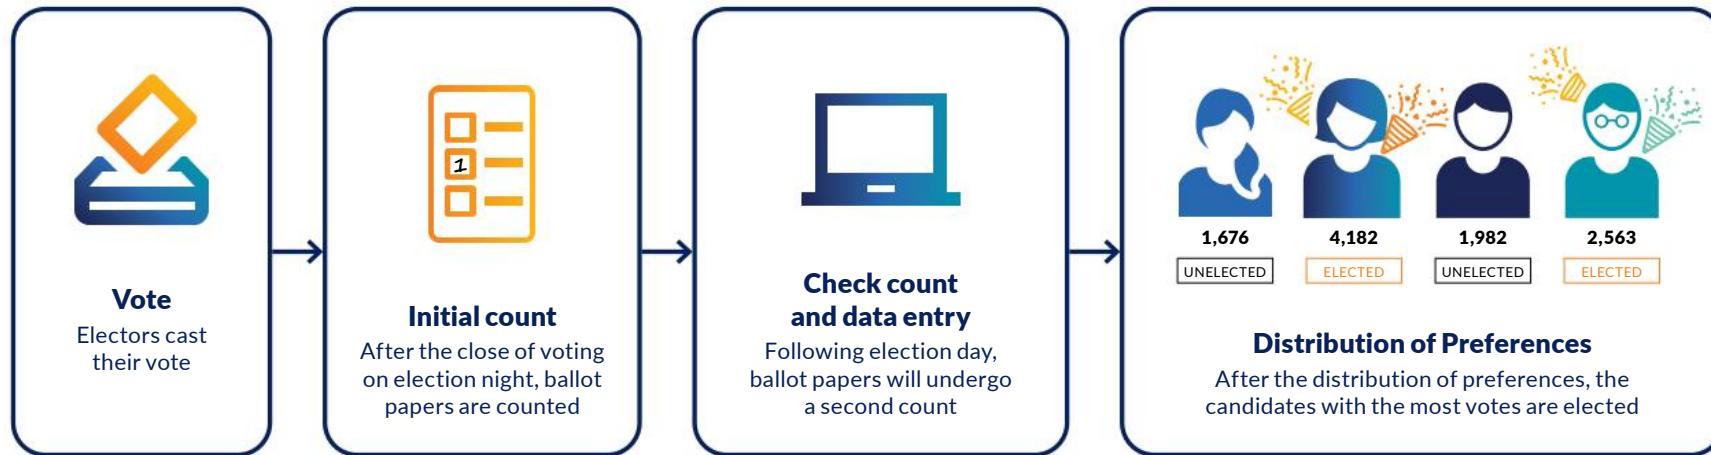 Vote
Electors cast
their vote
1
Initial count
After the close of voting
on election night, ballot
papers are counted
Check count
and data entry
Following election day,
ballot papers will undergo
a second count
1,676
4,182
1,982
2,563
UNELECTED
ELECTED
UNELECTED
ELECTED
Distribution of Preferences
After the distribution of preferences, the
candidates with the most votes are elected